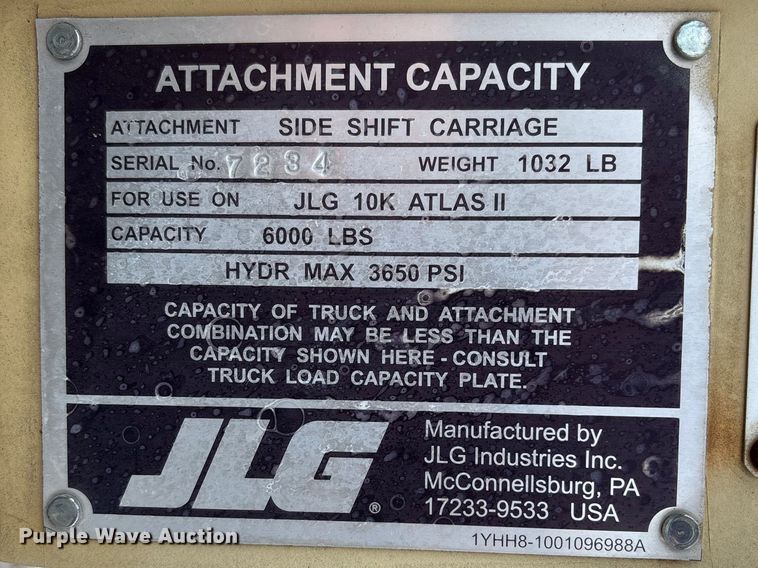 ATTACHMENT CAPACITY
ATTACHMENT SIDE SHIFT CARRIAGE
SERIAL No. 7234 WEIGHT 1032 LB
FOR USE ON JLG 10K ATLAS II
CAPACITY 6000 LBS
HYDR MAX 3650 PSI
CAPACITY OF TRUCK AND ATTACHMENT
COMBINATION MAY BE LESS THAN THE
CAPACITY SHOWN HERE - CONSULT
TRUCK LOAD CAPACITY PLATE.
JLG®
Manufactured by
JLG Industries Inc.
McConnellsburg, PA
17233-9533 USA
1YHH8-1001096988A
Purple Wave Auction